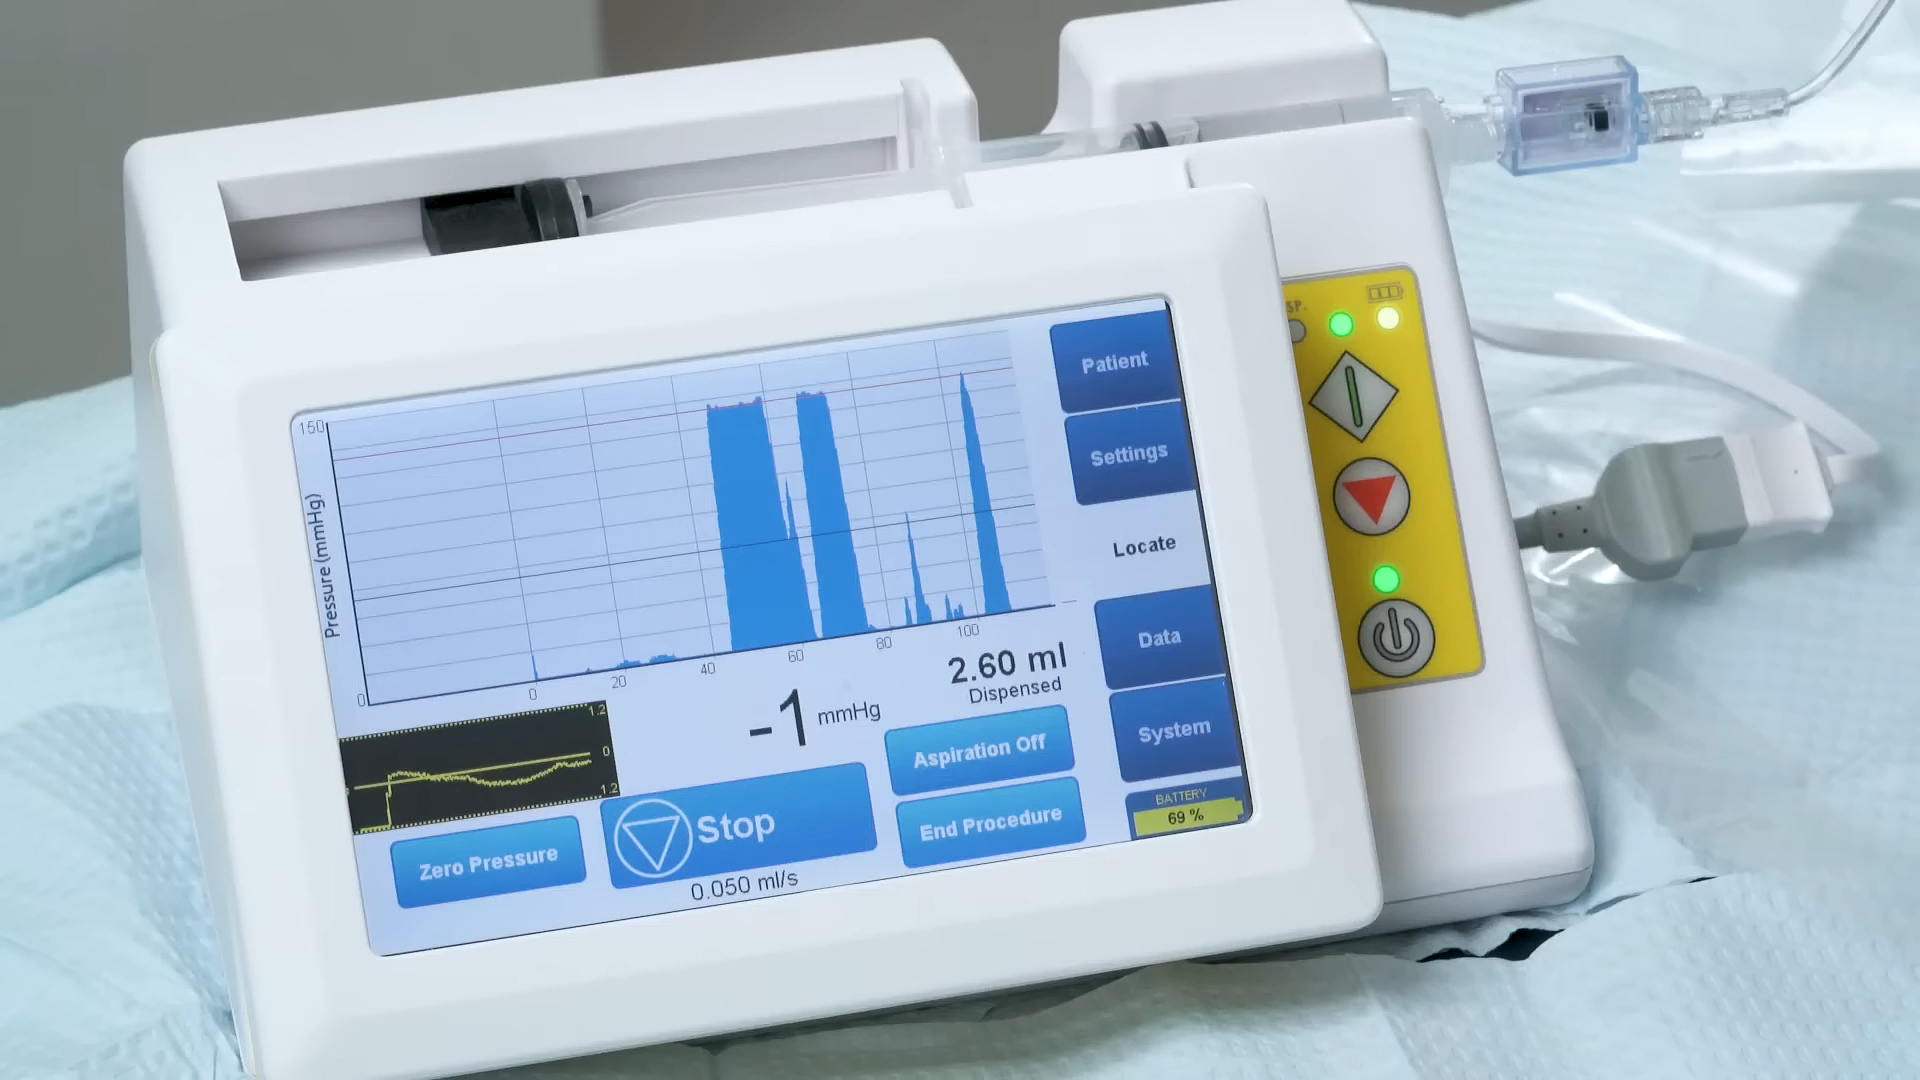 SP.
150
Pressure (mmHg)
0
0
20
40
60
80
100
Patient
Settings
Locate
Data
System
BATTERY
69 %
2.60 ml
Dispensed
-1 mmHg
1.2
0
1.2
Aspiration Off
Stop
End Procedure
Zero Pressure
0.050 ml/s